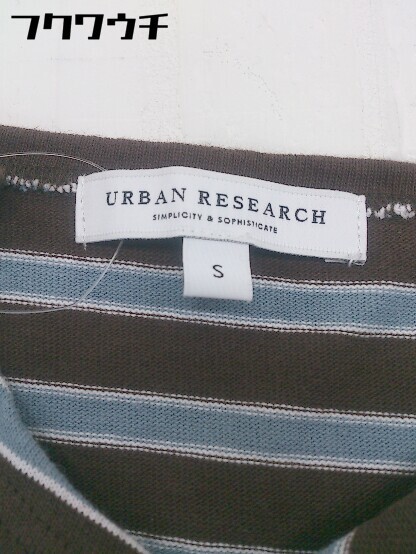 フクワウチ
URBAN RESEARCH
SIMPLICITY & SOPHISTICATE
S